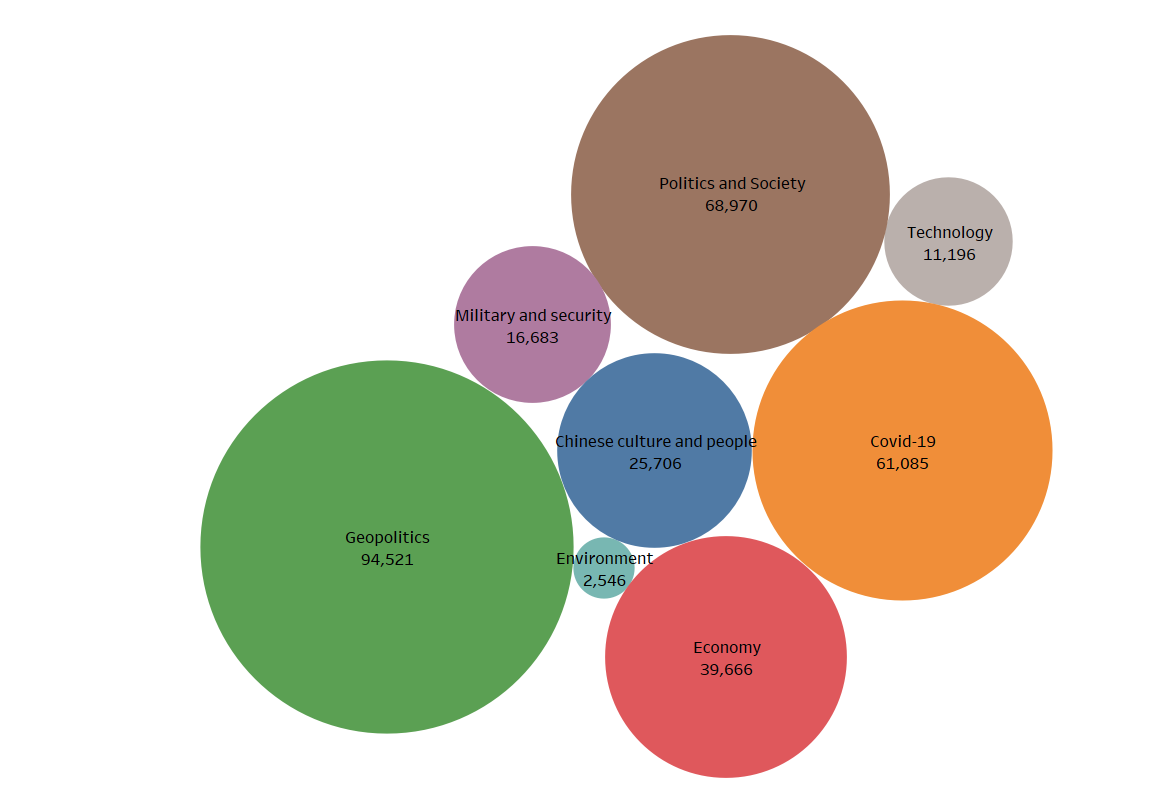 Politics and Society
68,970
Technology
11,196
Military and security
16,683
Chinese culture and people
25,706
Covid-19
61,085
Geopolitics
94,521
Environment
2,546
Economy
39,666